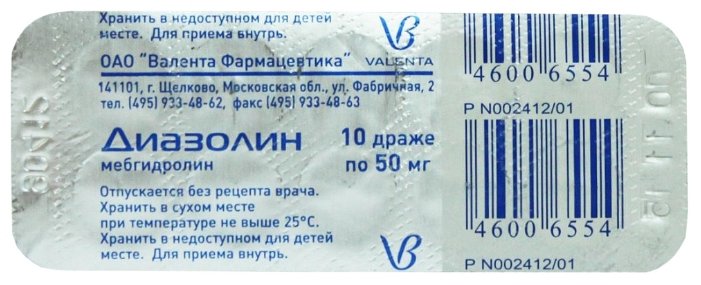 Хранить в недоступном для детей
месте. Для приема внутрь.
ОАО "Валента Фармацевтика"
VALENTA
141101, г. Щелково, Московская обл., ул. Фабричная, 2
тел. (495) 933-48-62, факс (495) 933-48-63
Диазолин 10 драже
мебгидролин по 50 мг
Отпускается без рецепта врача.
Хранить в сухом месте
при температуре не выше 25°С.
Хранить в недоступном для детей
месте. Для приема внутрь.
4600 6554
P N002412/01
4600 6554
P N002412/01